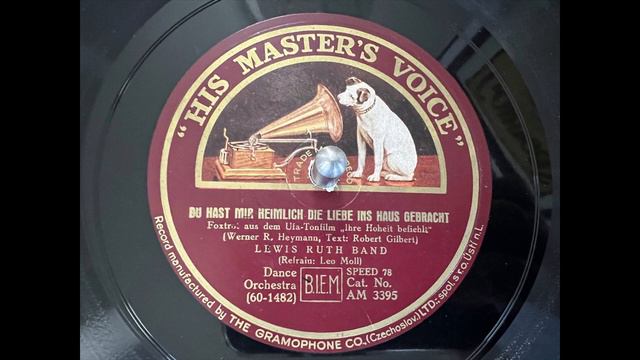 "HIS MASTER'S VOICE"
TRADE
DU HAST MIR HEIMLICH DIE LIEBE INS HAUS GEBRACHT
Foxtrot aus dem Ufa-Tonfilm „Ihre Hoheit befiehlt"
(Werner R. Heymann, Text: Robert Gilbert)
LEWIS RUTH BAND
(Refrain: Leo Moll)
Dance Orchestra
(60-1482)
B.I.E.M.
SPEED 78
Cat. No.
AM 3395
Record manufactured by THE GRAMOPHONE CO. (Czechoslov.) LTD. spol. s r.o. Ústí n. L.